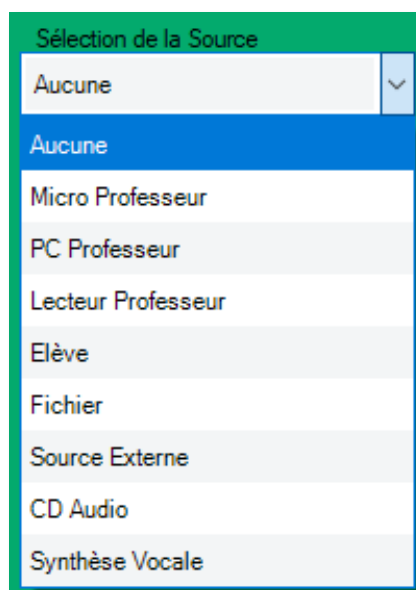 Sélection de la Source
Aucune
Aucune
Micro Professeur
PC Professeur
Lecteur Professeur
Elève
Fichier
Source Externe
CD Audio
Synthèse Vocale